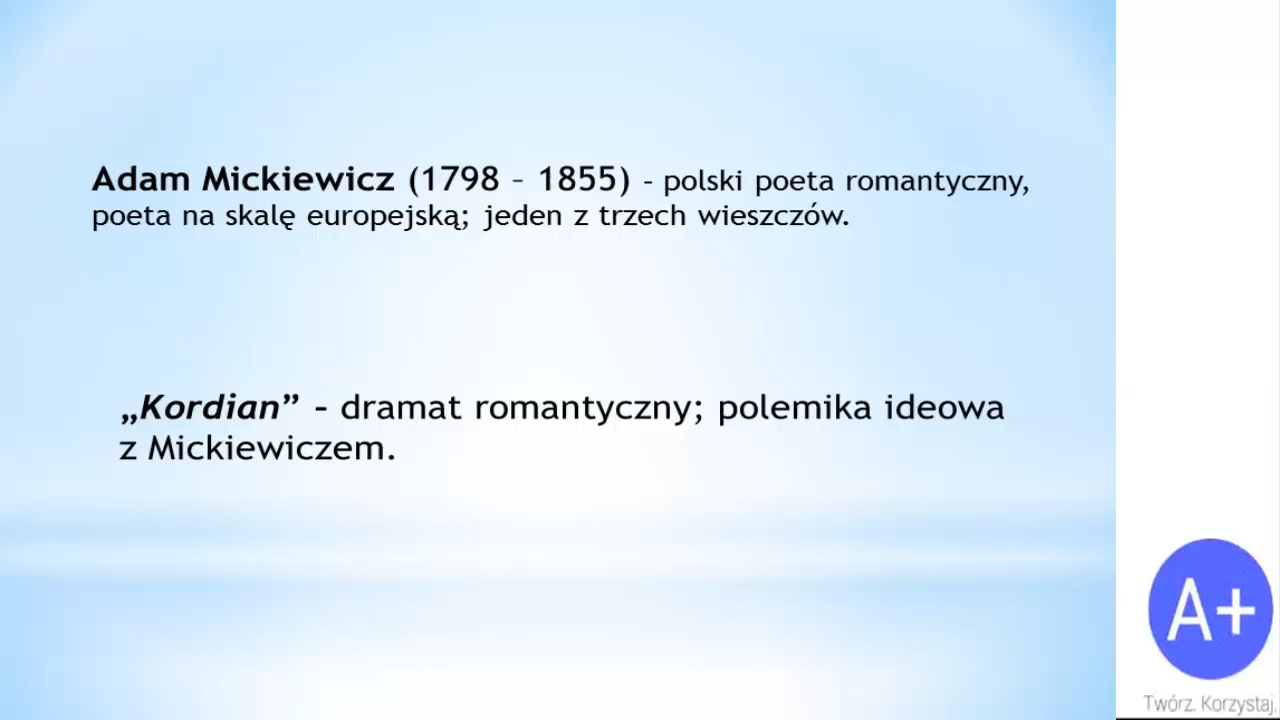 Adam Mickiewicz (1798 – 1855) - polski poeta romantyczny,
poeta na skalę europejską; jeden z trzech wieszczów.
„Kordian” – dramat romantyczny; polemika ideowa
z Mickiewiczem.
A+
Twórz. Korzystaj.